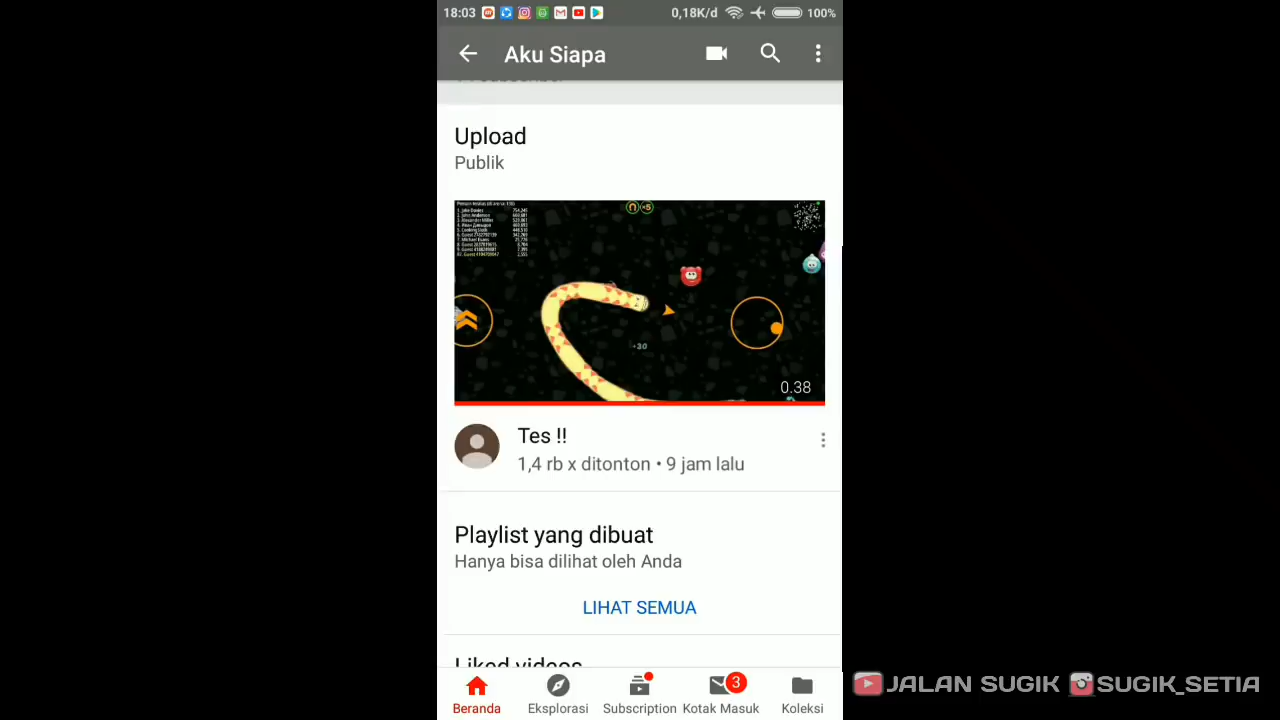 18:03 0,18K/d 100%
Aku Siapa
Upload
Publik
+5
+30
0.38
Tes !!
1,4 rb x ditonton • 9 jam lalu
Playlist yang dibuat
Hanya bisa dilihat oleh Anda
LIHAT SEMUA
Liked videos
3
Beranda Eksplorasi Subscription Kotak Masuk Koleksi
JALAN SUGIK SUGIK_SETIA